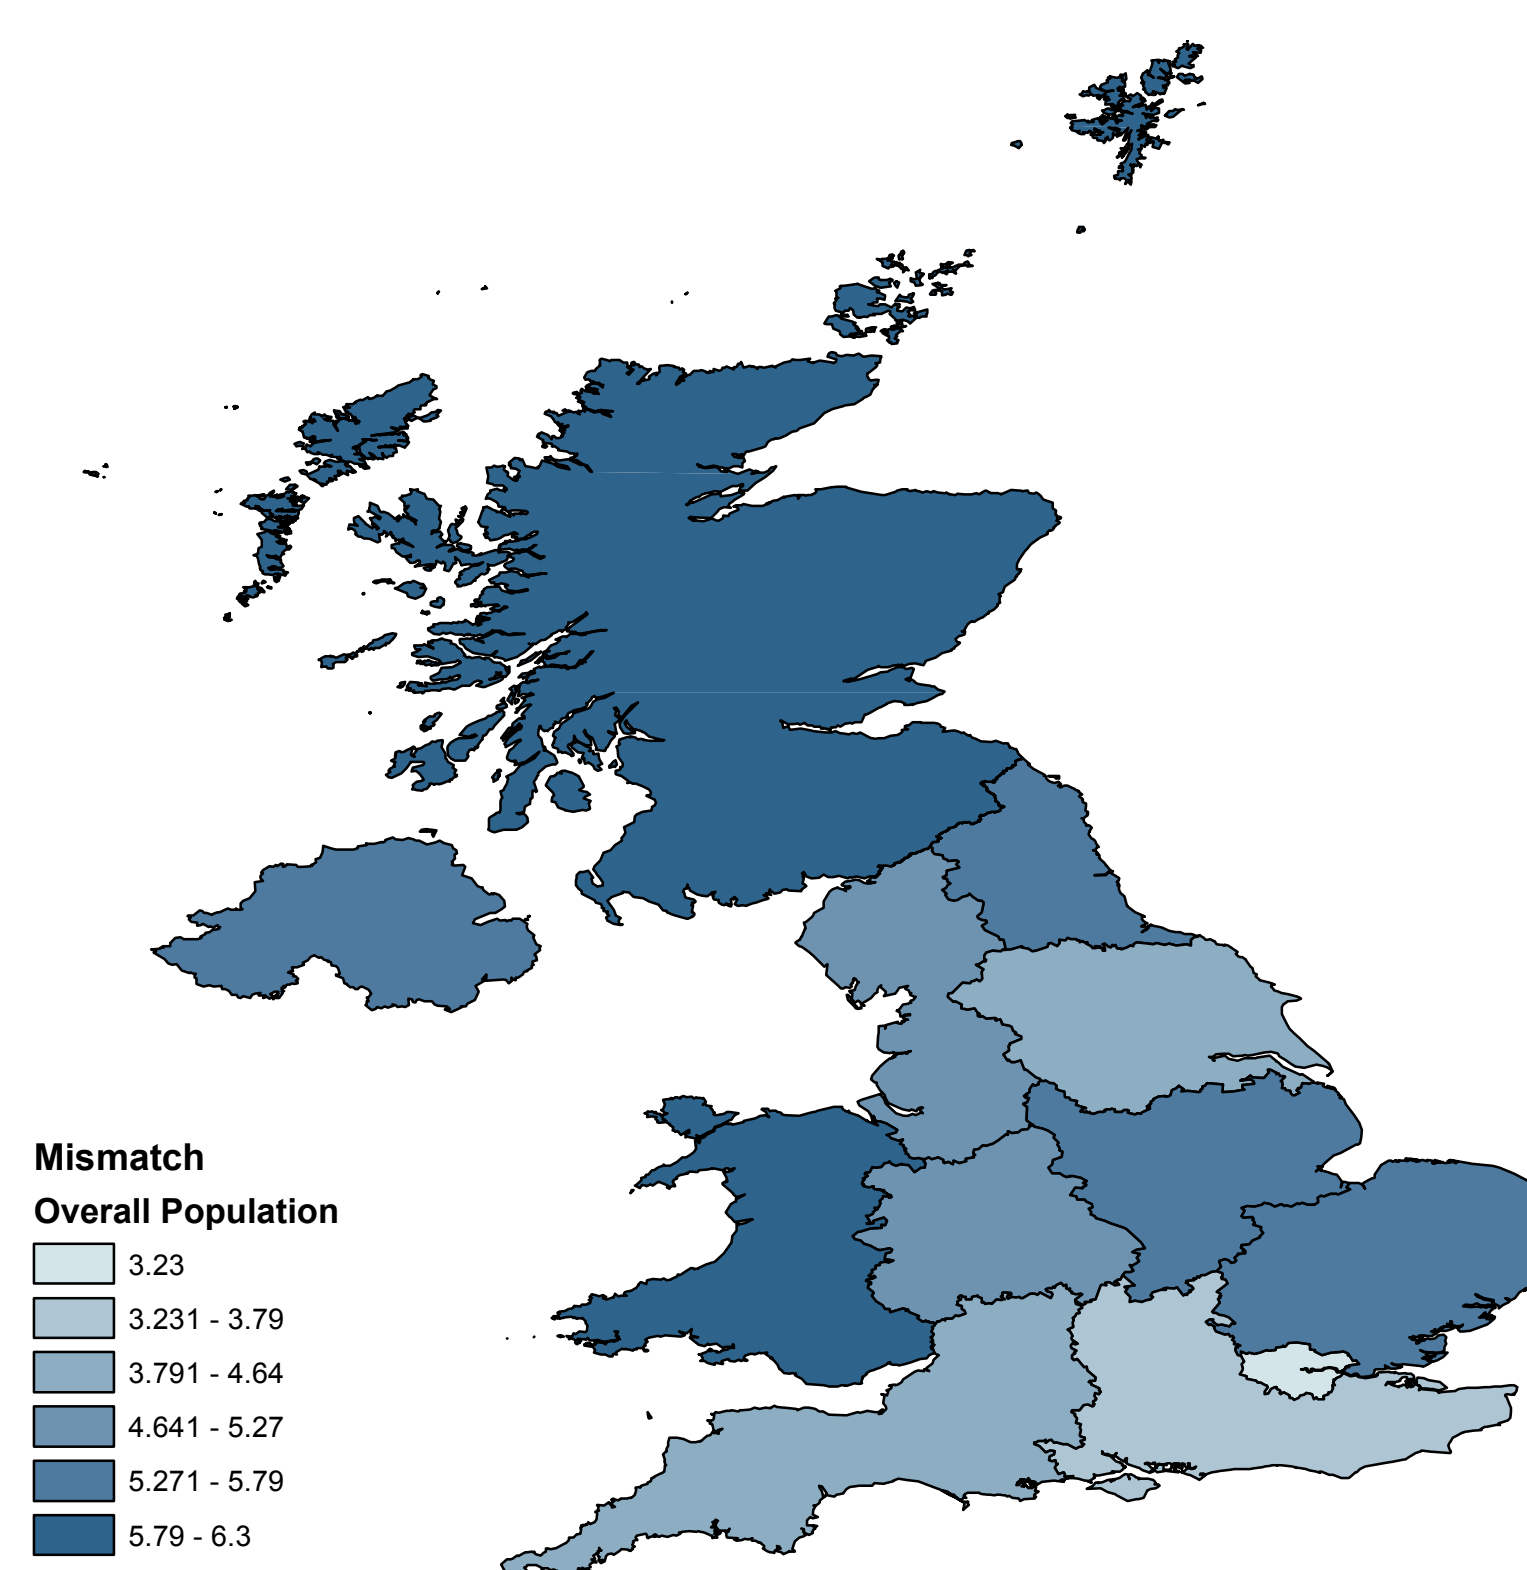 Mismatch
Overall Population
3.23
3.231 - 3.79
3.791 - 4.64
4.641 - 5.27
5.271 - 5.79
5.79 - 6.3